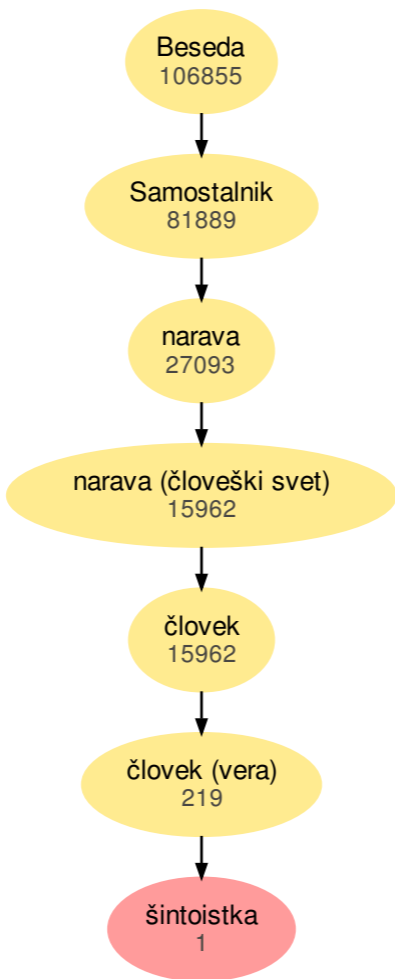 Beseda
106855
Samostalnik
81889
narava
27093
narava (človeški svet)
15962
človek
15962
človek (vera)
219
šintoistka
1